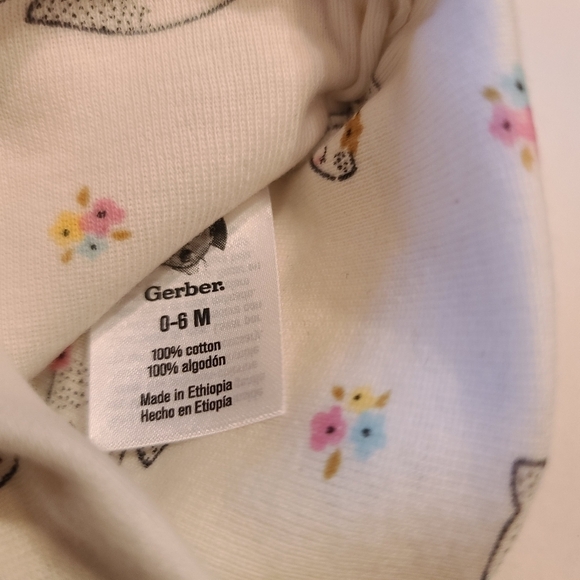 Gerber.
0-6 M
100% cotton
100% algodón
Made in Ethiopia
Hecho en Etiopía